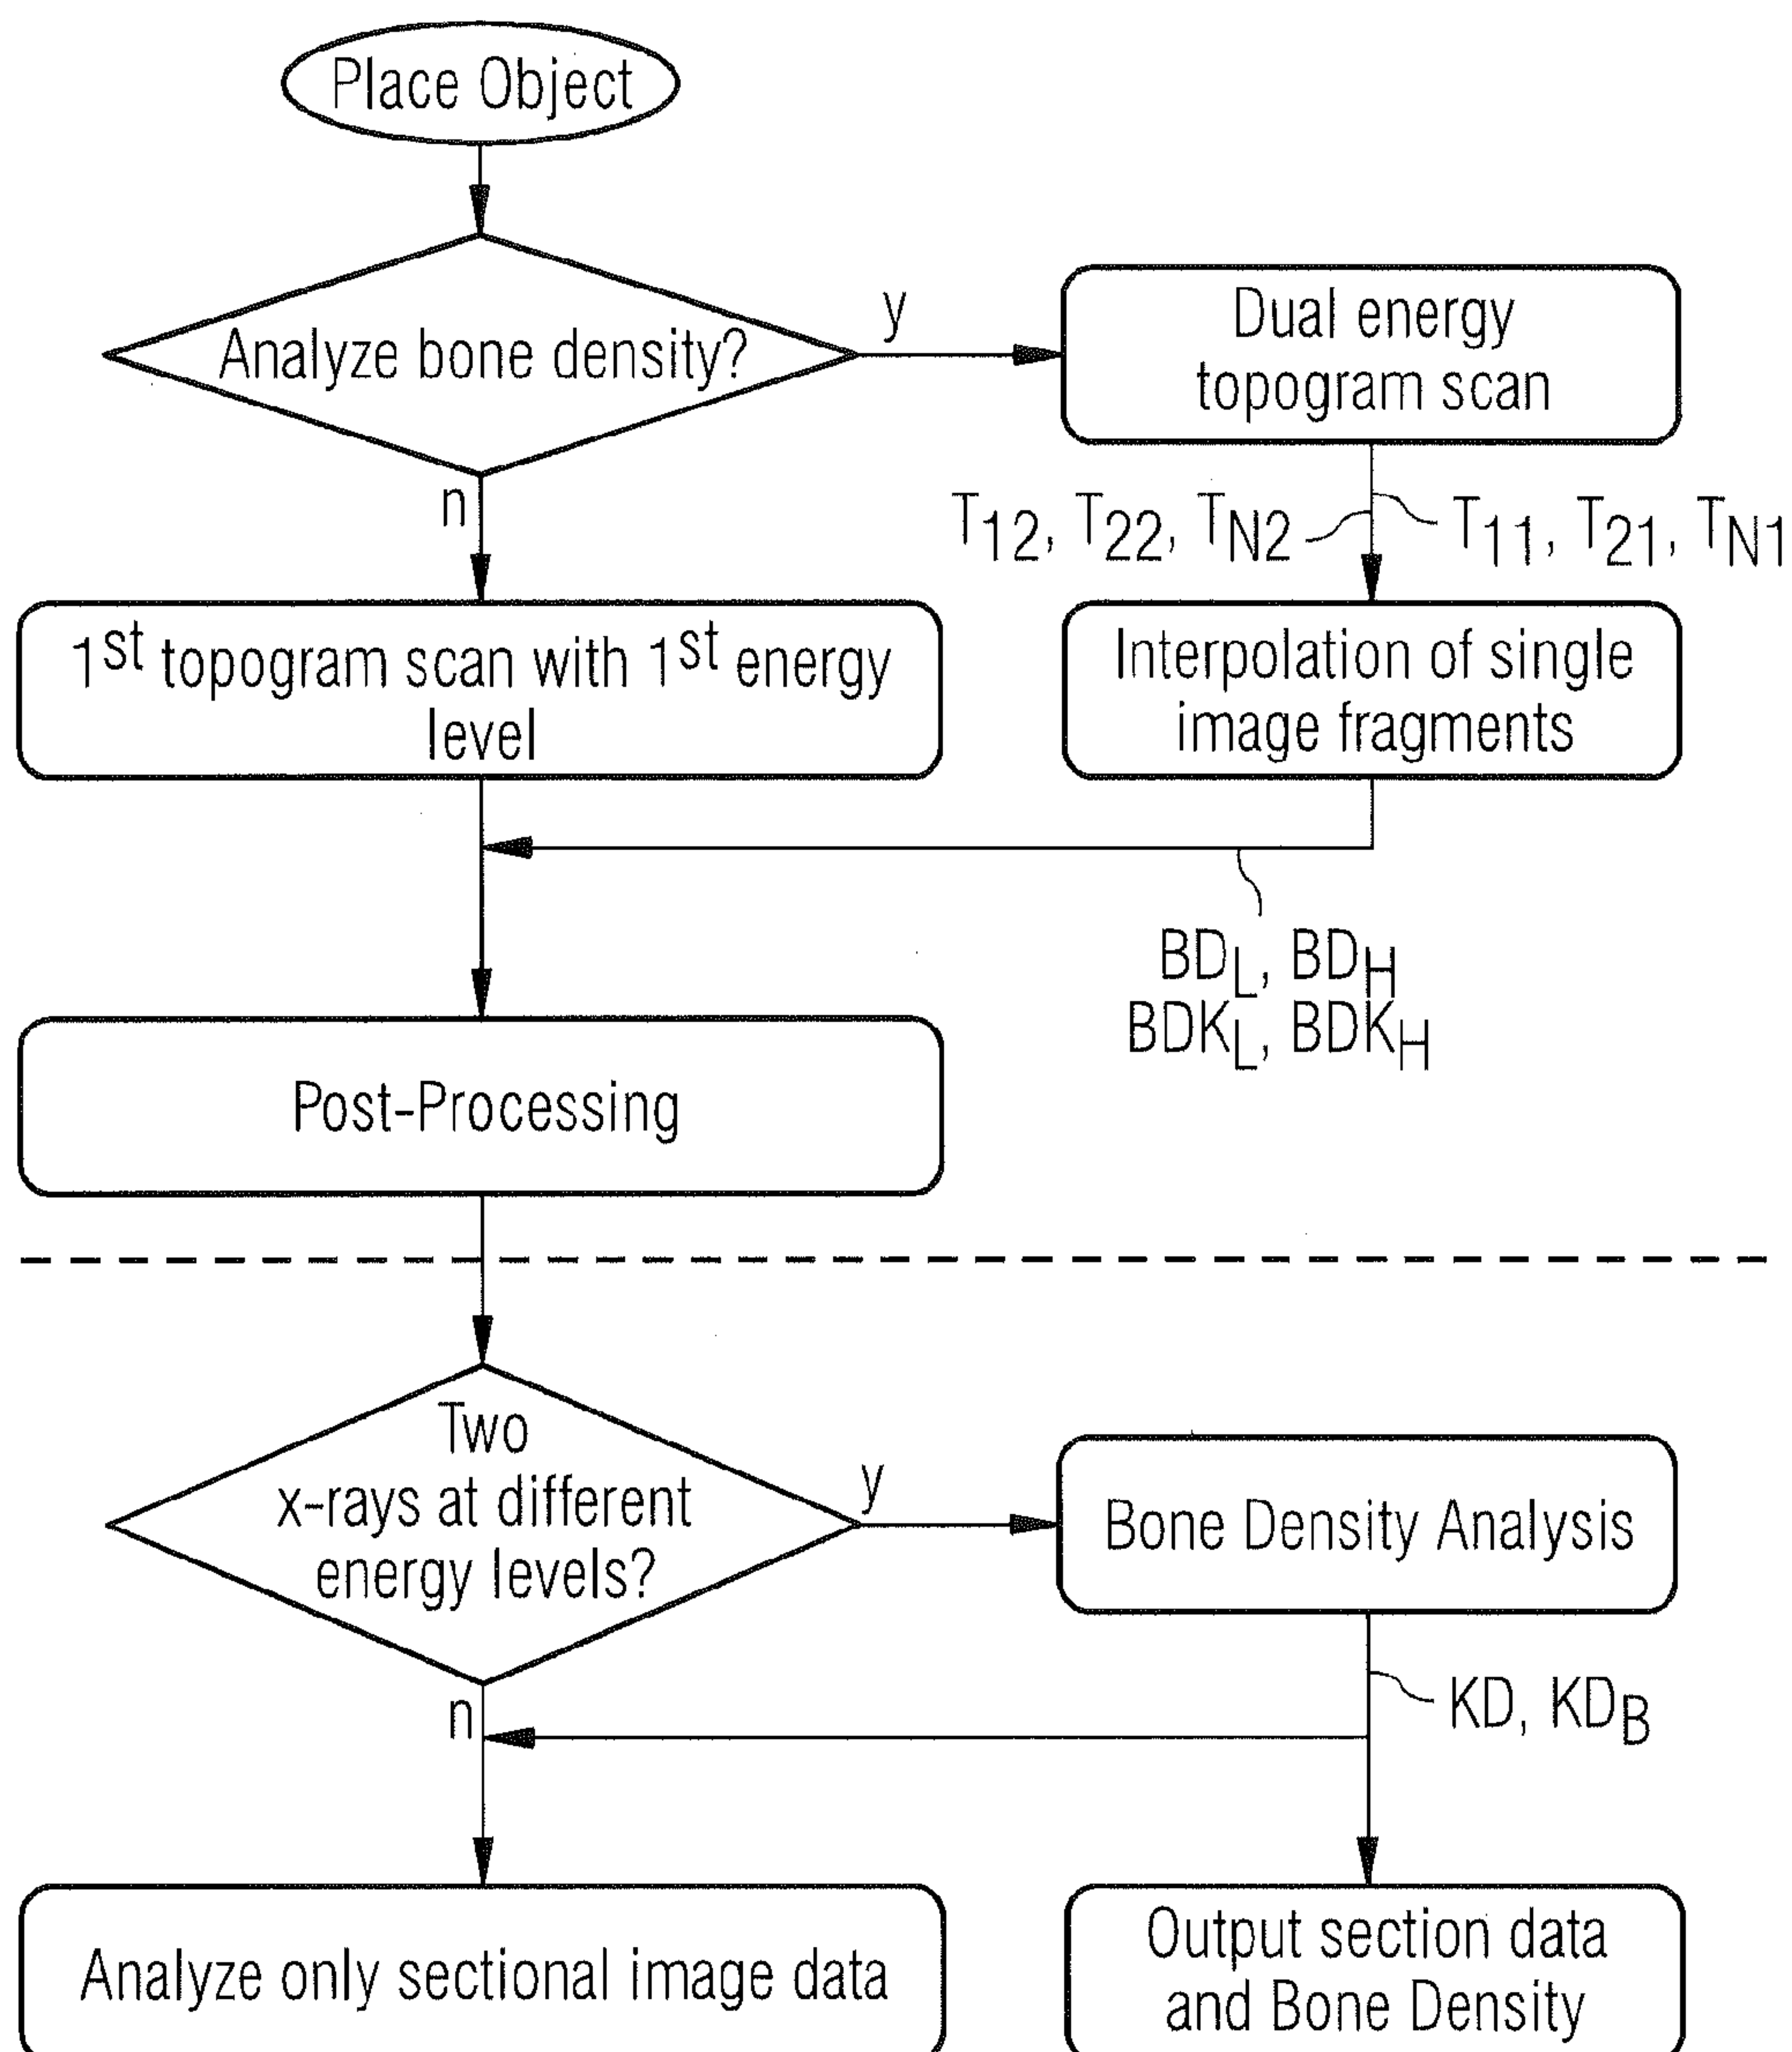 Place Object
Analyze bone density?
y
Dual energy
topogram scan
n
T12, T22, TN2
T11, T21, TN1
1st topogram scan with 1st energy
level
Interpolation of single
image fragments
BDL, BDH
BDKL, BDKH
Post-Processing
Two
x-rays at different
energy levels?
y
Bone Density Analysis
n
KD, KDB
Analyze only sectional image data
Output section data
and Bone Density